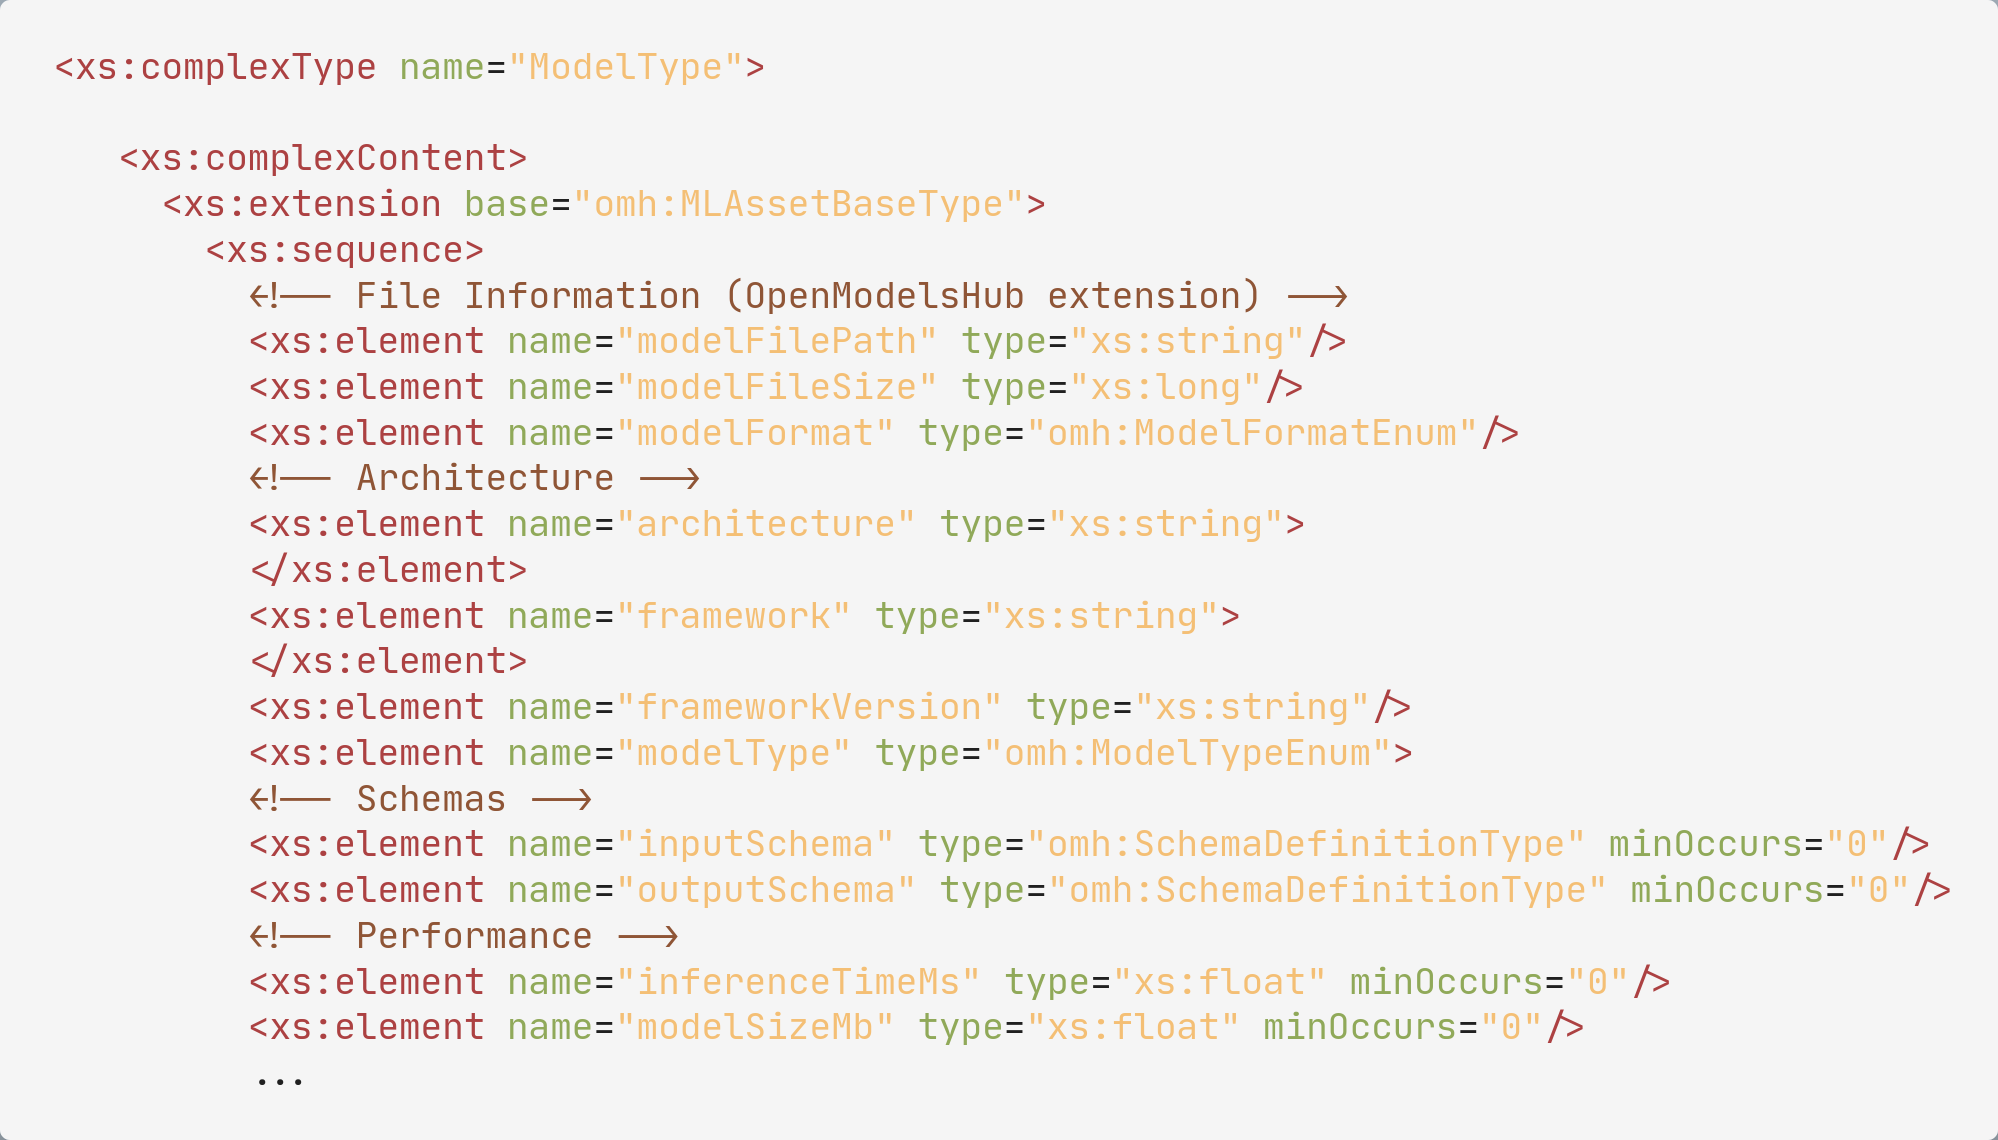 <xs:complexType name="ModelType">
<xs:complexContent>
<xs:extension base="omh:MLAssetBaseType">
<xs:sequence>
<!-- File Information (OpenModelsHub extension) -->
<xs:element name="modelFilePath" type="xs:string"/>
<xs:element name="modelFileSize" type="xs:long"/>
<xs:element name="modelFormat" type="omh:ModelFormatEnum"/>
<!-- Architecture -->
<xs:element name="architecture" type="xs:string">
</xs:element>
<xs:element name="framework" type="xs:string">
</xs:element>
<xs:element name="frameworkVersion" type="xs:string"/>
<xs:element name="modelType" type="omh:ModelTypeEnum">
<!-- Schemas -->
<xs:element name="inputSchema" type="omh:SchemaDefinitionType" minOccurs="0"/>
<xs:element name="outputSchema" type="omh:SchemaDefinitionType" minOccurs="0"/>
<!-- Performance -->
<xs:element name="inferenceTimeMs" type="xs:float" minOccurs="0"/>
<xs:element name="modelSizeMb" type="xs:float" minOccurs="0"/>
...